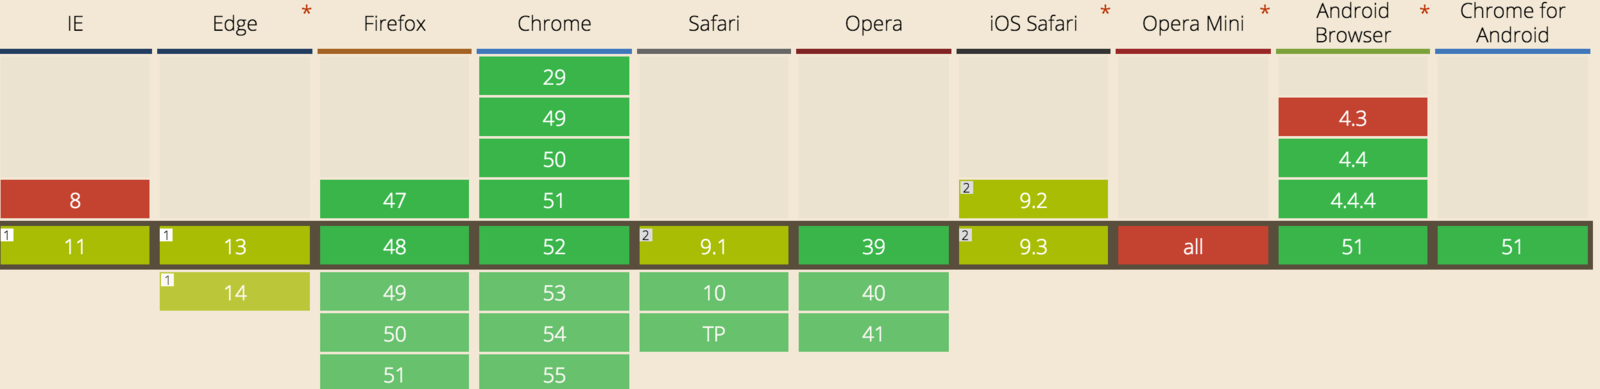 IE Edge * Firefox Chrome Safari Opera iOS Safari * Opera Mini * Android Browser * Chrome for Android
29
49 4.3
50 4.4
8 47 51 2 9.2 4.4.4
1 11 1 13 48 52 2 9.1 39 2 9.3 all 51 51
1 14 49 53 10 40
50 54 TP 41
51 55